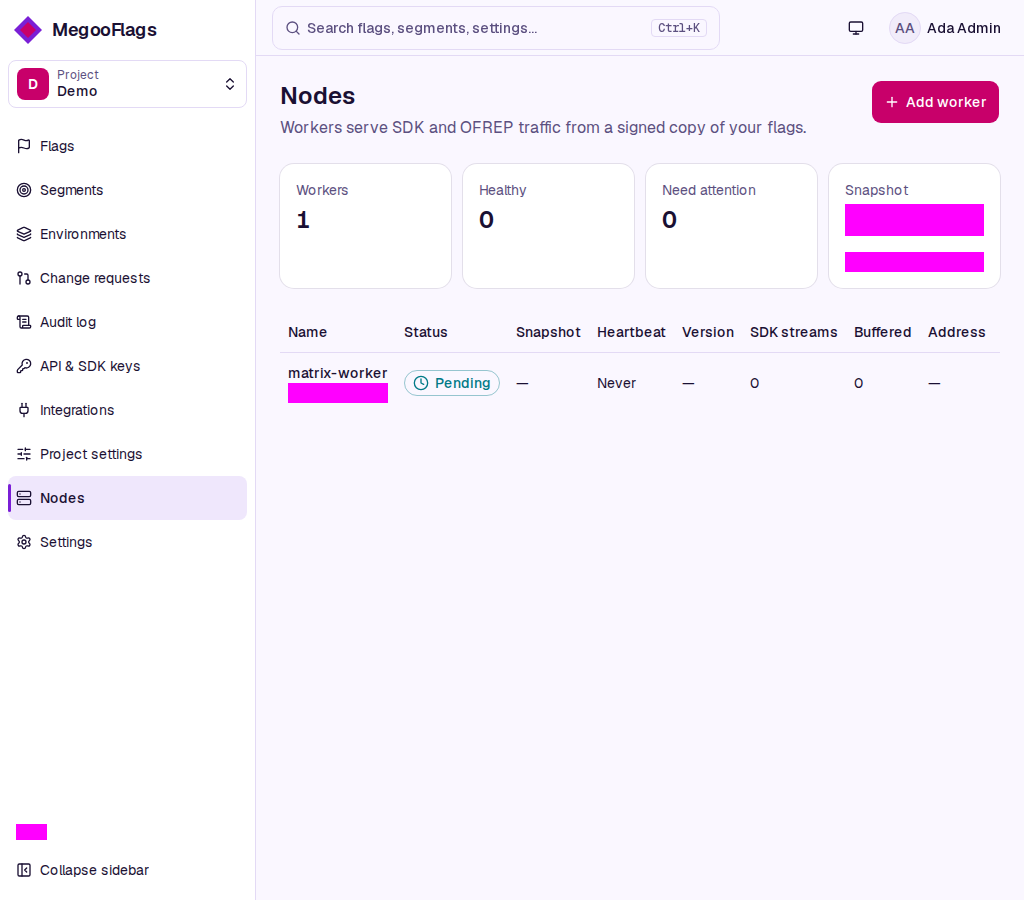 MegooFlags
Search flags, segments, settings...
Ctrl+K
AA
Ada Admin
D
Project
Demo
Flags
Segments
Environments
Change requests
Audit log
API & SDK keys
Integrations
Project settings
Nodes
Settings
Collapse sidebar
Nodes
Workers serve SDK and OFREP traffic from a signed copy of your flags.
Add worker
Workers
1
Healthy
0
Need attention
0
Snapshot
Name Status Snapshot Heartbeat Version SDK streams Buffered Address
matrix-worker Pending — Never — 0 0 —